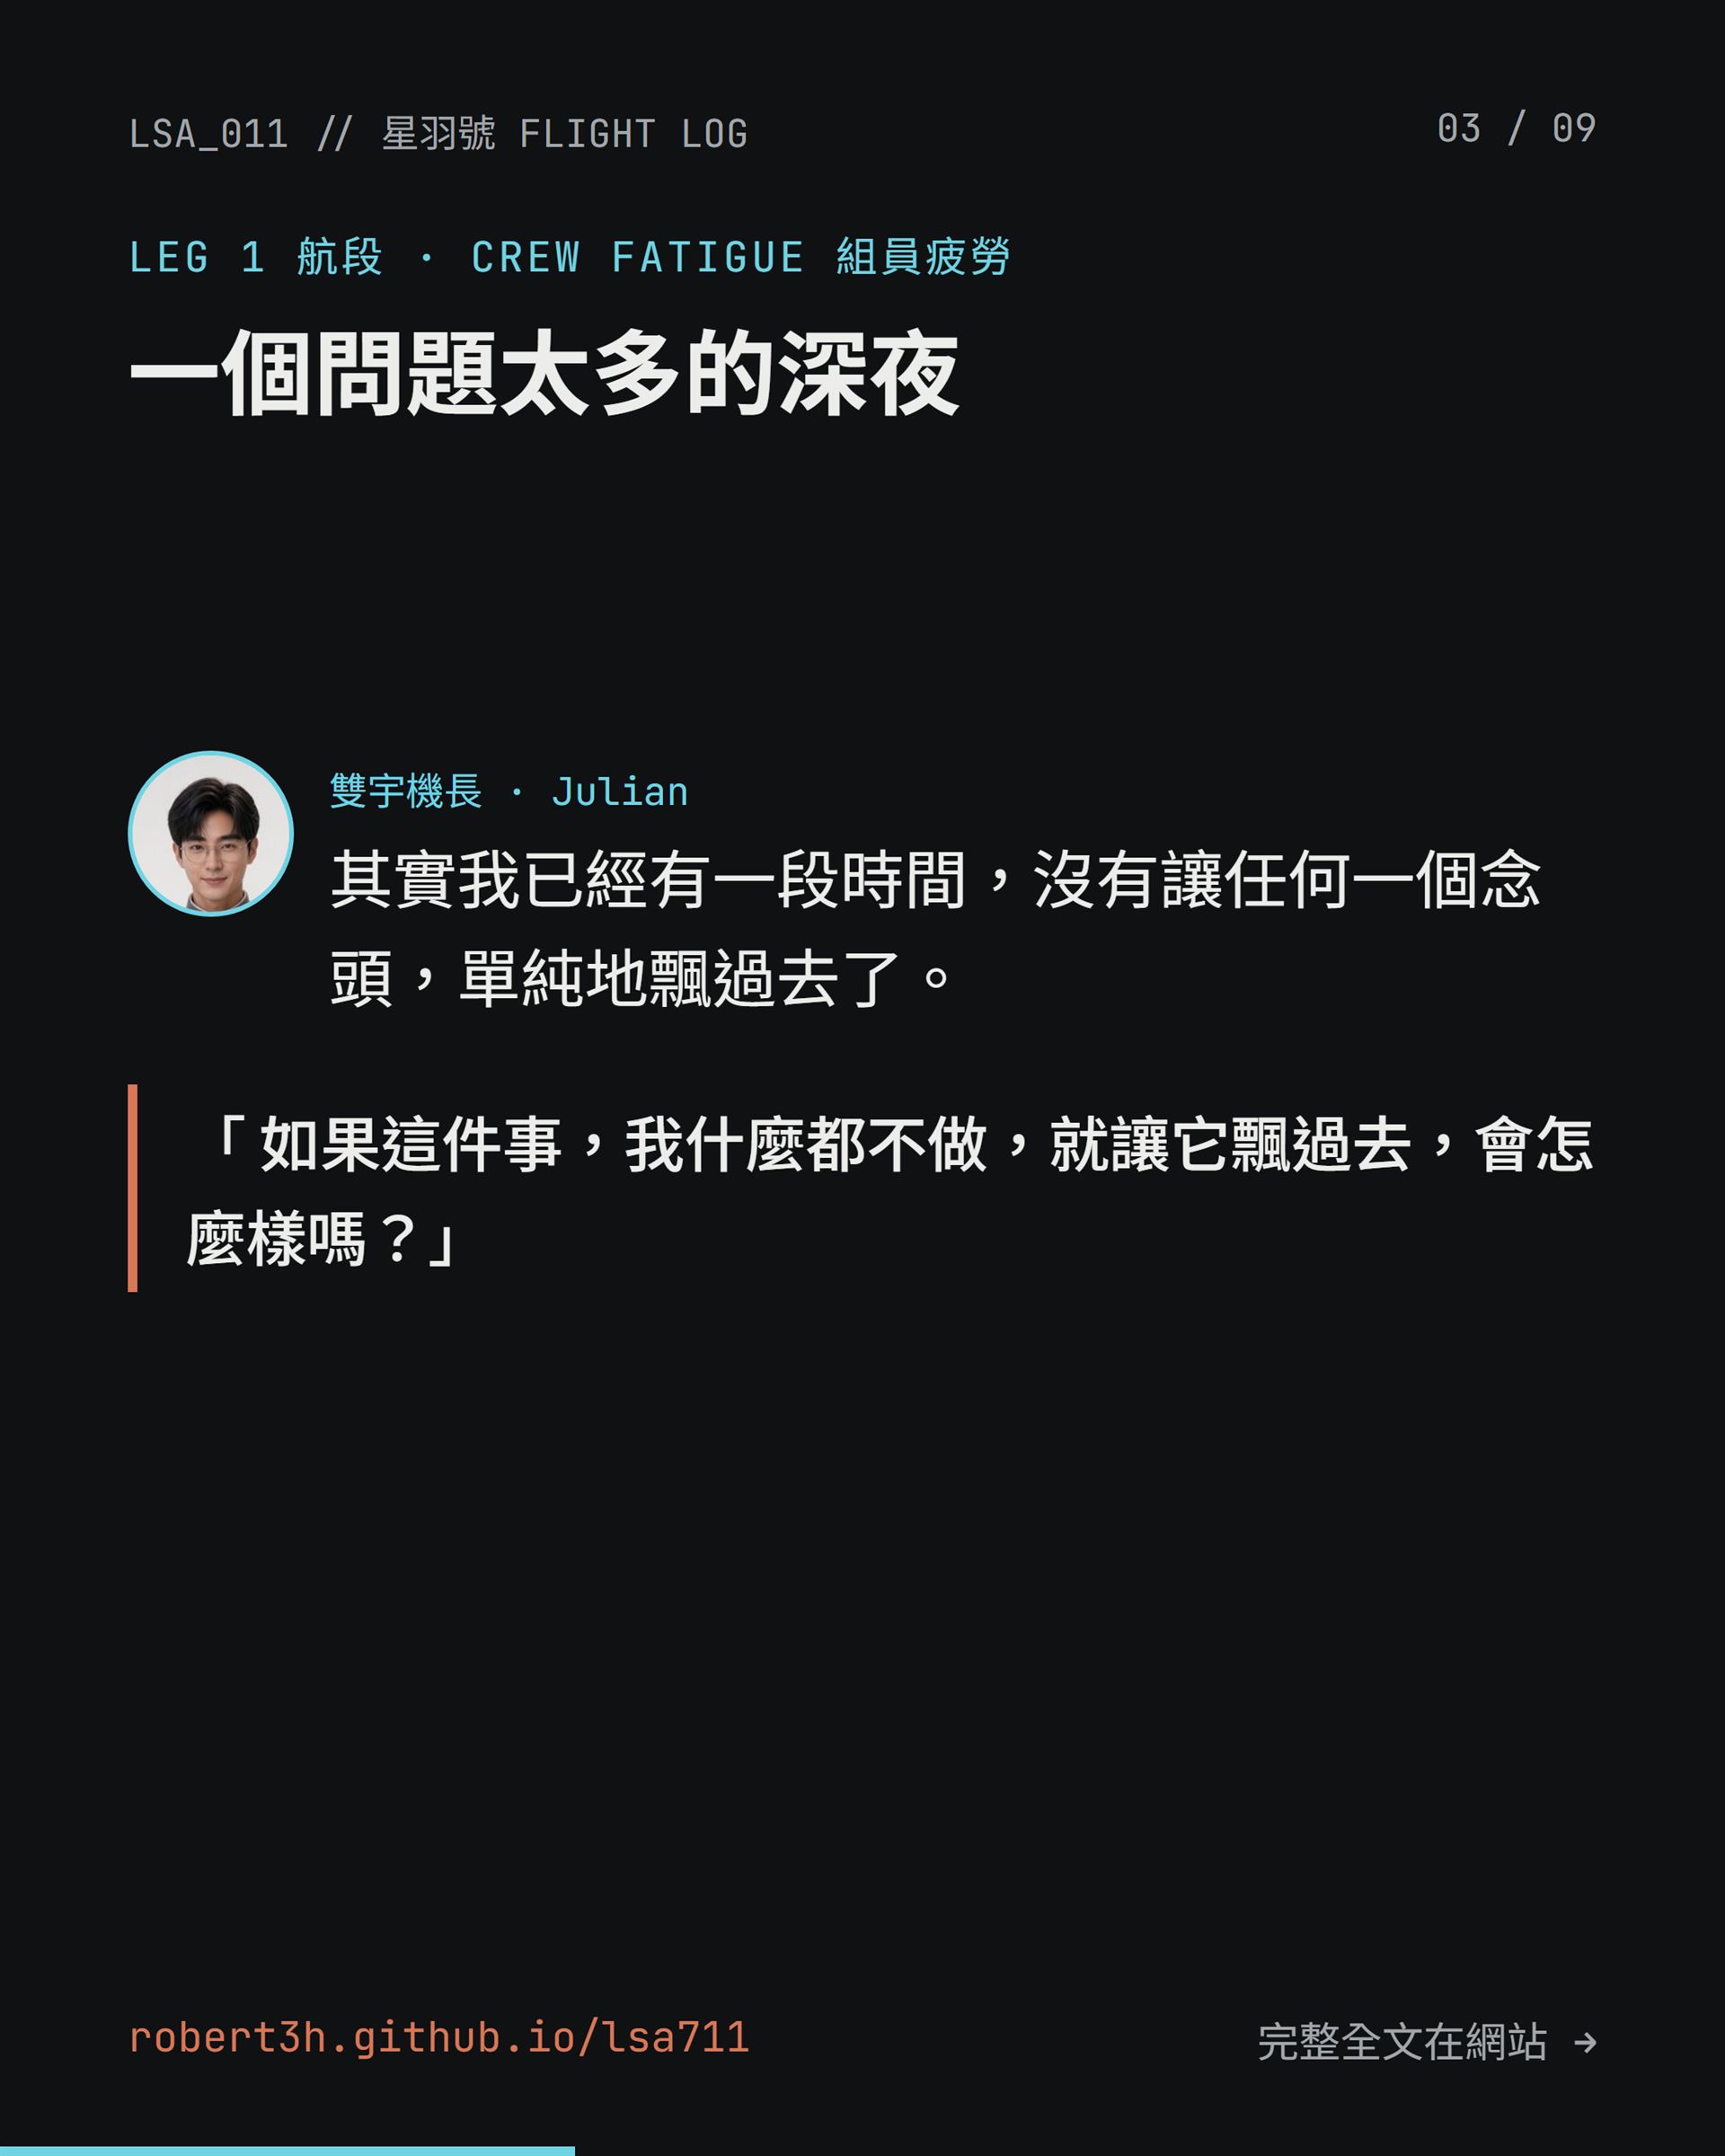 LSA_011 // 星羽號 FLIGHT LOG
03 / 09
LEG 1 航段 · CREW FATIGUE 組員疲勞
一個問題太多的深夜
雙宇機長 · Julian
其實我已經有一段時間，沒有讓任何一個念
頭，單純地飄過去了。
「如果這件事，我什麼都不做，就讓它飄過去，會怎
麼樣嗎？」
robert3h.github.io/lsa711
完整全文在網站 →